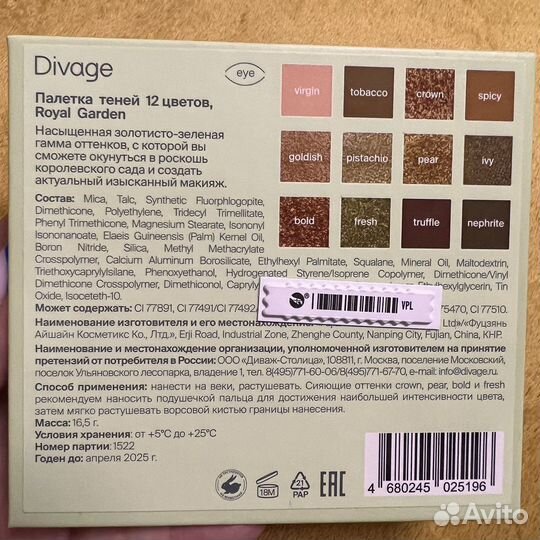 Divage
eye
Палетка теней 12 цветов,
Royal Garden
Насыщенная золотисто-зеленая
гамма оттенков, с которой вы
сможете окунуться в роскошь
королевского сада и создать
актуальный изысканный макияж.
virgin tobacco crown spicy
goldish pistachio pear ivy
bold fresh truffle nephrite
Состав: Mica, Talc, Synthetic Fluorphlogopite,
Dimethicone, Polyethylene, Tridecyl Trimellitate,
Phenyl Trimethicone, Magnesium Stearate, Isononyl
Isononanoate, Elaeis Guineensis (Palm) Kernel Oil,
Boron Nitride, Silica, Methyl Methacrylate
Crosspolymer, Calcium Aluminum Borosilicate, Ethylhexyl Palmitate, Squalane, Mineral Oil, Maltodextrin,
Triethoxycaprylylsilane, Phenoxyethanol, Hydrogenated Styrene/Isoprene Copolymer, Dimethicone/Vinyl
Dimethicone Crosspolymer, Dimethiconol, Ethylhexylglycerin, Tin
Oxide, Isoceteth-10.
VPL
Может содержать: CI 77891, CI 77491/CI 75470, CI 77510.
Наименование изготовителя и его местонахождение Ltd»/«Фуцзянь
Айшайн Косметикс Ко., Лтд.», Erji Road, Industrial Zone, Zhenghe County, Nanping City, Fujian, China, КНР.
Наименование и местонахождение организации, уполномоченной изготовителем на принятие
претензий от потребителя в России: ООО «Диваж-Столица», 108811, г. Москва, поселение Московский,
поселок Ульяновского лесопарка, владение 1, тел. 8(495)771-60-06/8(495)771-67-70, e-mail: info@divage.ru.
Способ применения: нанести на веки, растушевать. Сияющие оттенки crown, pear, bold и fresh
рекомендуем наносить подушечкой пальца для достижения наибольшей интенсивности цвета,
затем мягко растушевать ворсовой кистью границы нанесения.
Масса: 16,5 г.
Условия хранения: от +5°C до +25°C
Номер партии: 1522
Годен до: апреля 2025 г.
18M
21
PAP
EAC
4 680245 025196
Avito